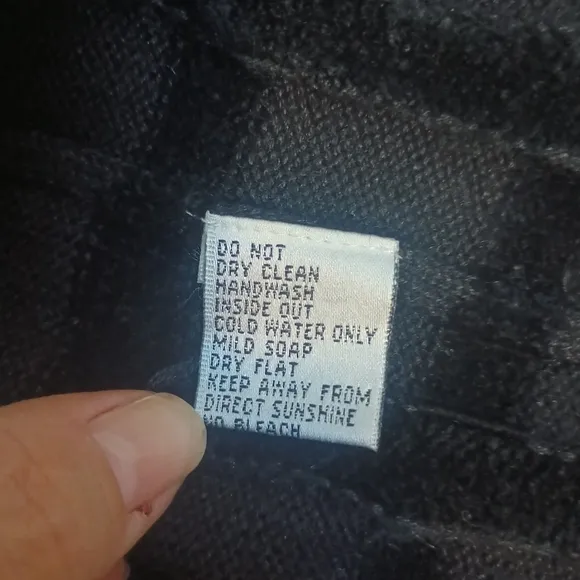 DO NOT
DRY CLEAN
HANDWASH
INSIDE OUT
COLD WATER ONLY
MILD SOAP
DRY FLAT
KEEP AWAY FROM
DIRECT SUNSHINE
NO BLEACH